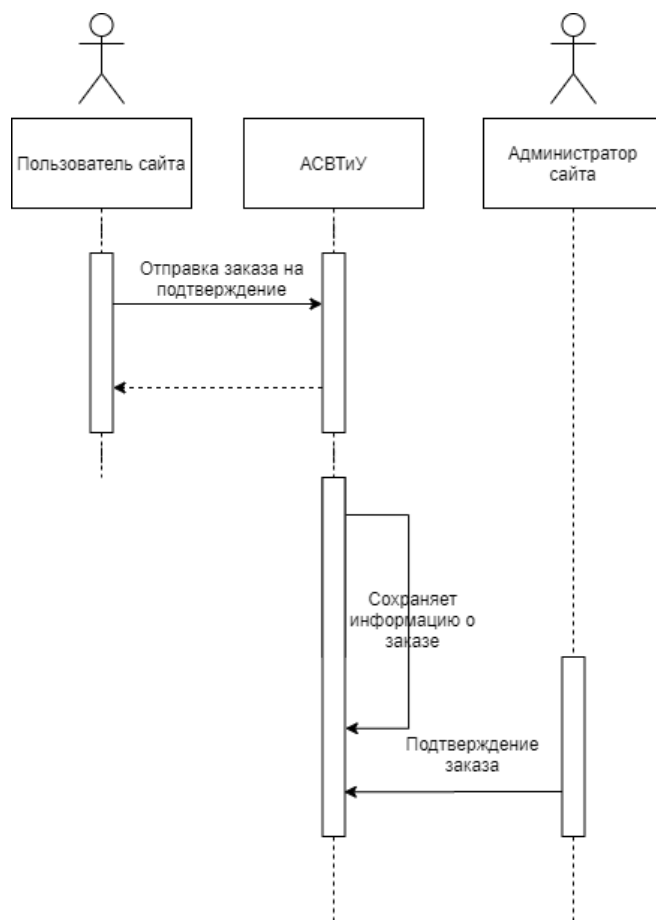 Пользователь сайта
АСВТиУ
Администратор
сайта
Отправка заказа на
подтверждение
Сохраняет
информацию о
заказе
Подтверждение
заказа